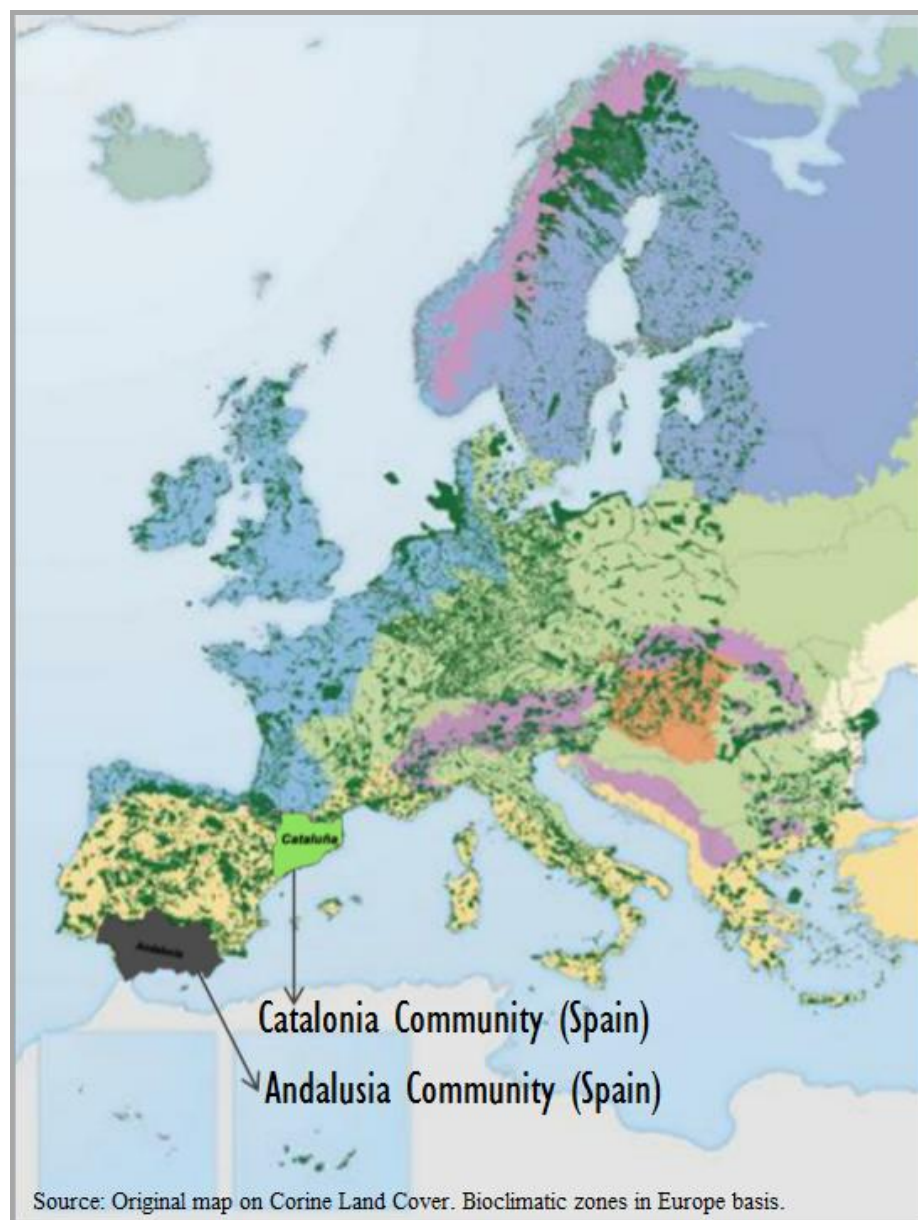 Cataluña
Andalucía
Catalonia Community (Spain)
Andalusia Community (Spain)
Source: Original map on Corine Land Cover. Bioclimatic zones in Europe basis.